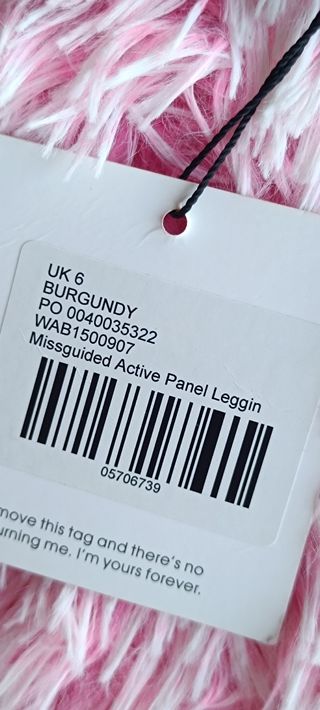 UK 6
BURGUNDY
PO 0040035322
WAB1500907
Missguided Active Panel Leggin
05706739
move this tag and there's no
urning me. I'm yours forever.